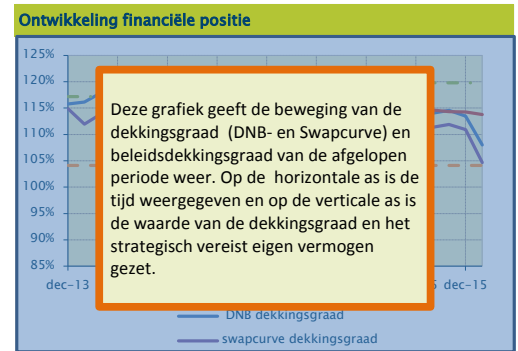 Ontwikkeling financiële positie
125%
120%
115%
110%
105%
100%
95%
90%
85%
Deze grafiek geeft de beweging van de
dekkingsgraad (DNB- en Swapcurve) en
beleidsdekkingsgraad van de afgelopen
periode weer. Op de horizontale as is de
tijd weergegeven en op de verticale as is
de waarde van de dekkingsgraad en het
strategisch vereist eigen vermogen
gezet.
dec-13
dec-15
DNB dekkingsgraad
swapcurve dekkingsgraad